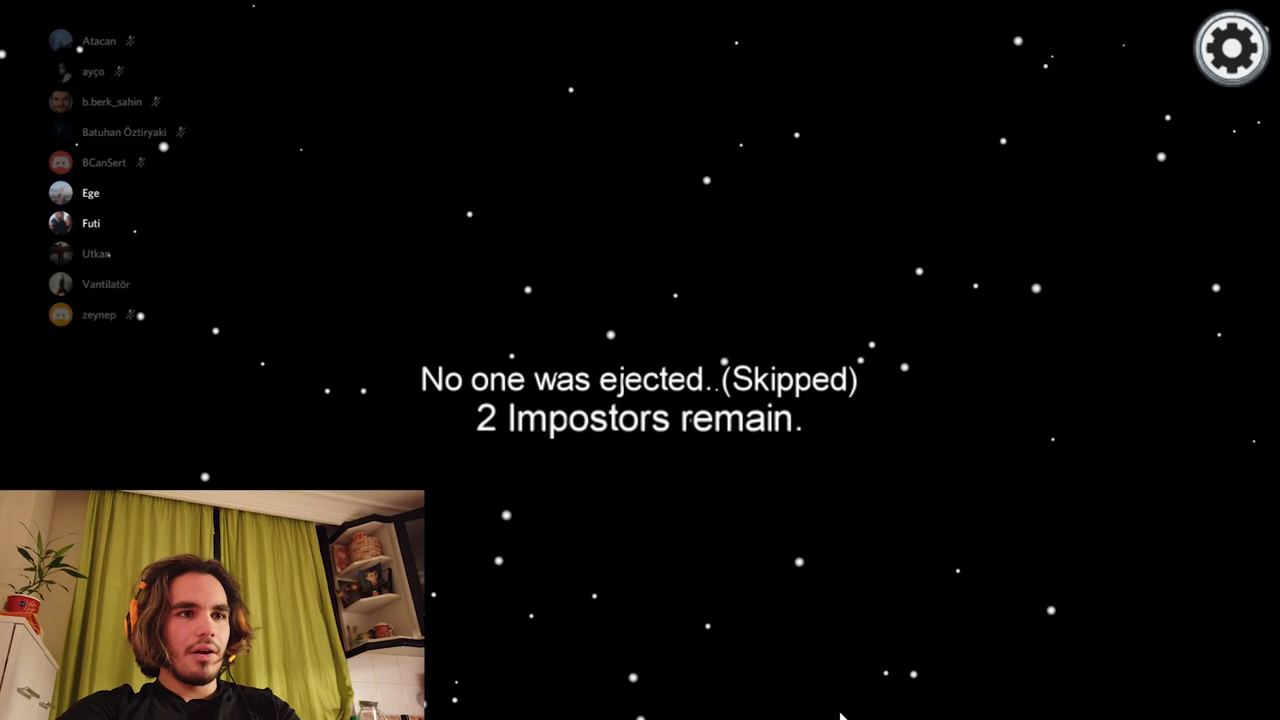 Atacan
ayço
b.berk_sahin
Batuhan Öztiryaki
BCanSert
Ege
Futi
Utkan
Vantilatör
zeynep
No one was ejected. (Skipped)
2 Impostors remain.